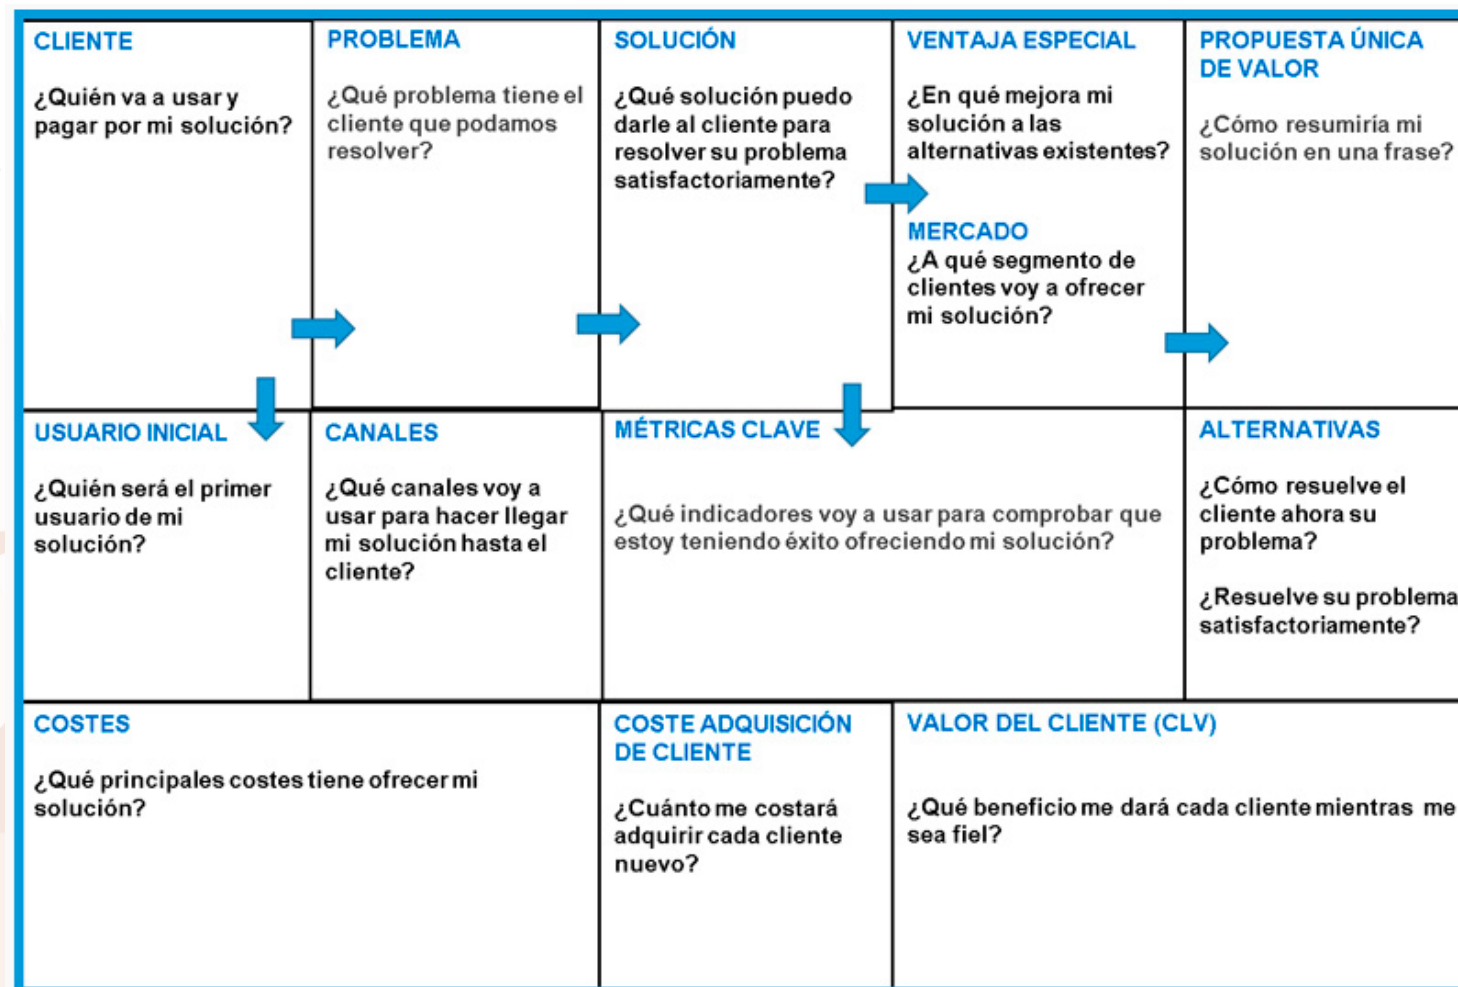 CLIENTE
¿Quién va a usar y
pagar por mi solución?
PROBLEMA
¿Qué problema tiene el
cliente que podamos
resolver?
SOLUCIÓN
¿Qué solución puedo
darle al cliente para
resolver su problema
satisfactoriamente?
VENTAJA ESPECIAL
¿En qué mejora mi
solución a las
alternativas existentes?
MERCADO
¿A qué segmento de
clientes voy a ofrecer
mi solución?
PROPUESTA ÚNICA
DE VALOR
¿Cómo resumiría mi
solución en una frase?
USUARIO INICIAL
¿Quién será el primer
usuario de mi
solución?
CANALES
¿Qué canales voy a
usar para hacer llegar
mi solución hasta el
cliente?
MÉTRICAS CLAVE
¿Qué indicadores voy a usar para comprobar que
estoy teniendo éxito ofreciendo mi solución?
ALTERNATIVAS
¿Cómo resuelve el
cliente ahora su
problema?
¿Resuelve su problema
satisfactoriamente?
COSTES
¿Qué principales costes tiene ofrecer mi
solución?
COSTE ADQUISICIÓN
DE CLIENTE
¿Cuánto me costará
adquirir cada cliente
nuevo?
VALOR DEL CLIENTE (CLV)
¿Qué beneficio me dará cada cliente mientras me
sea fiel?